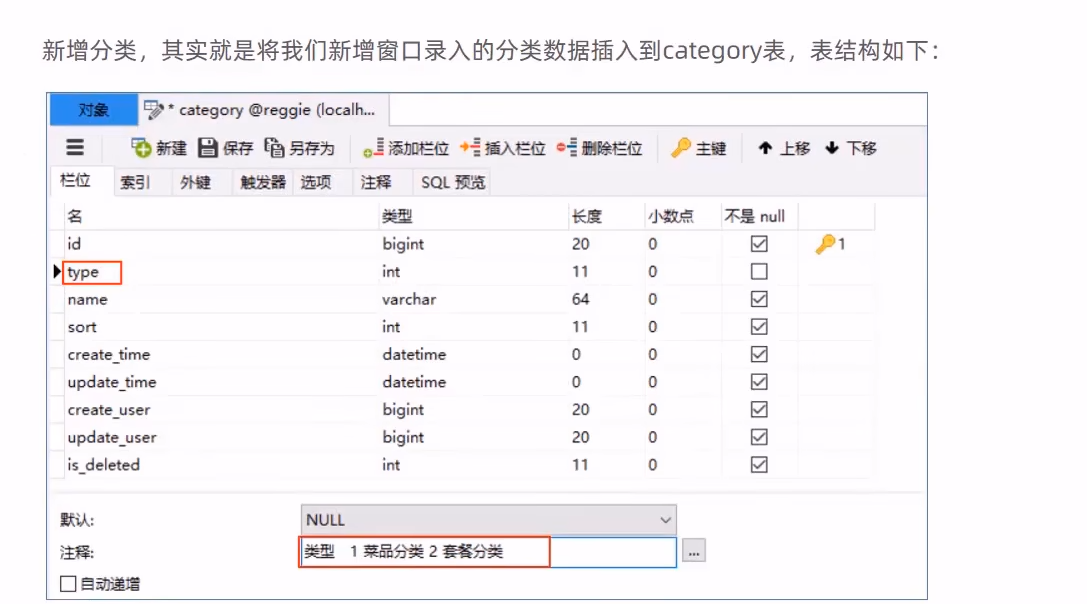 新增分类，其实就是将我们新增窗口录入的分类数据插入到category表，表结构如下：
对象 * category @reggie (localh...
新建 保存 另存为 添加栏位 插入栏位 删除栏位 主键 上移 下移
栏位 索引 外键 触发器 选项 注释 SQL 预览
名 类型 长度 小数点 不是 null
id bigint 20 0 1
type int 11 0
name varchar 64 0
sort int 11 0
create_time datetime 0 0
update_time datetime 0 0
create_user bigint 20 0
update_user bigint 20 0
is_deleted int 11 0
默认: NULL
注释: 类型 1 菜品分类 2 套餐分类 ...
自动递增